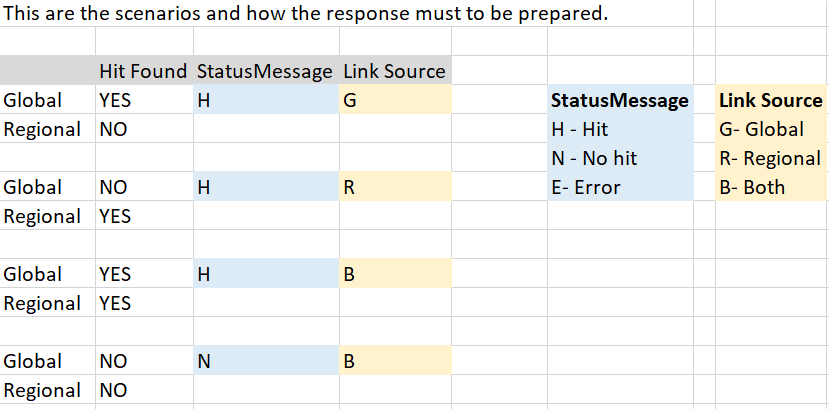 This are the scenarios and how the response must to be prepared.
Hit Found StatusMessage Link Source
Global YES H G StatusMessage Link Source
Regional NO H - Hit G- Global
N - No hit R- Regional
Global NO H R E- Error B- Both
Regional YES
Global YES H B
Regional YES
Global NO N B
Regional NO